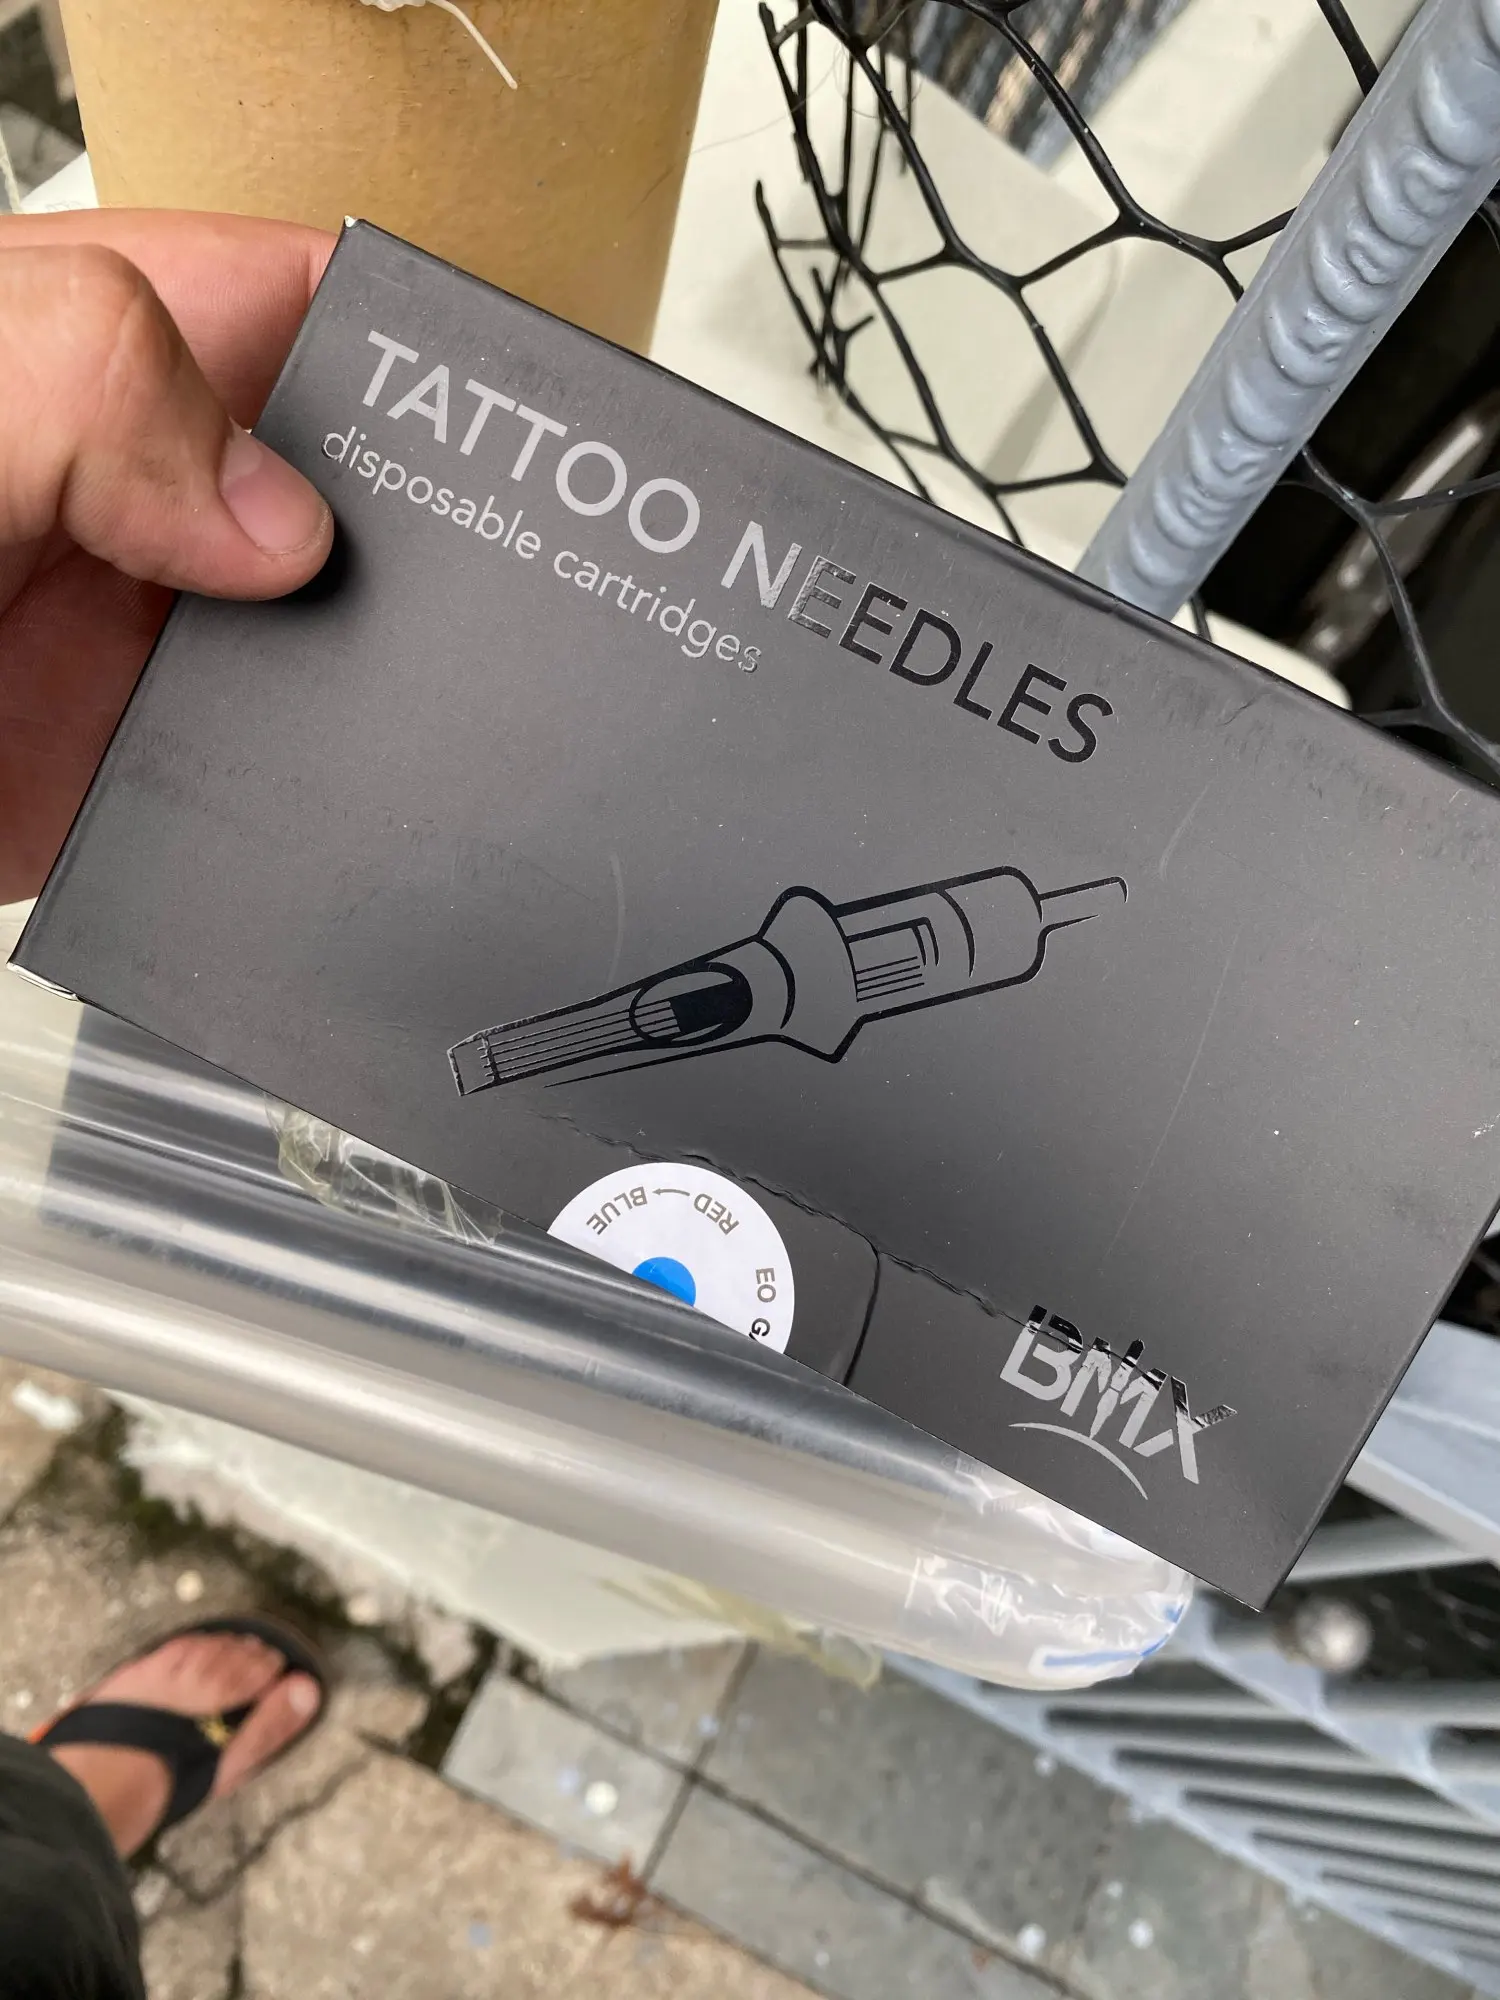 TATTOO NEEDLES
disposable cartridges
BLUE ← RED
EO G
BMX